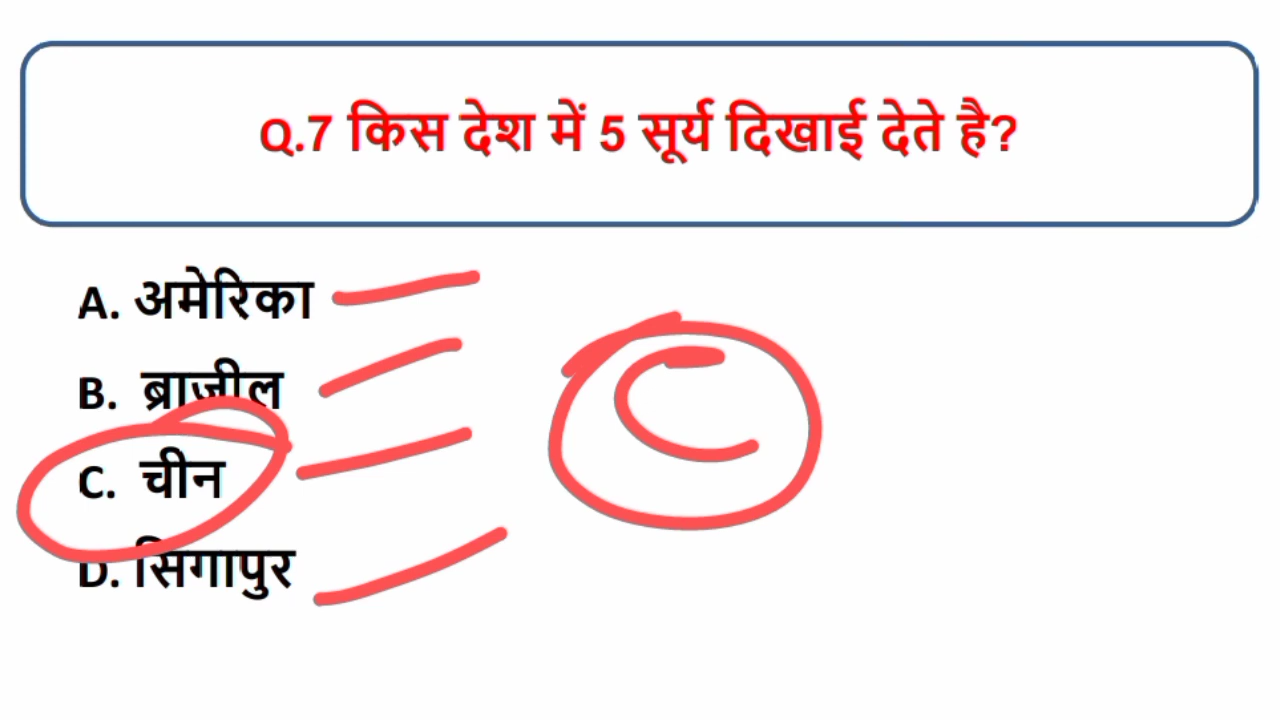 Q.7 किस देश में 5 सूर्य दिखाई देते है?
A. अमेरिका
B. ब्राजील
C. चीन
C
D. सिगापुर